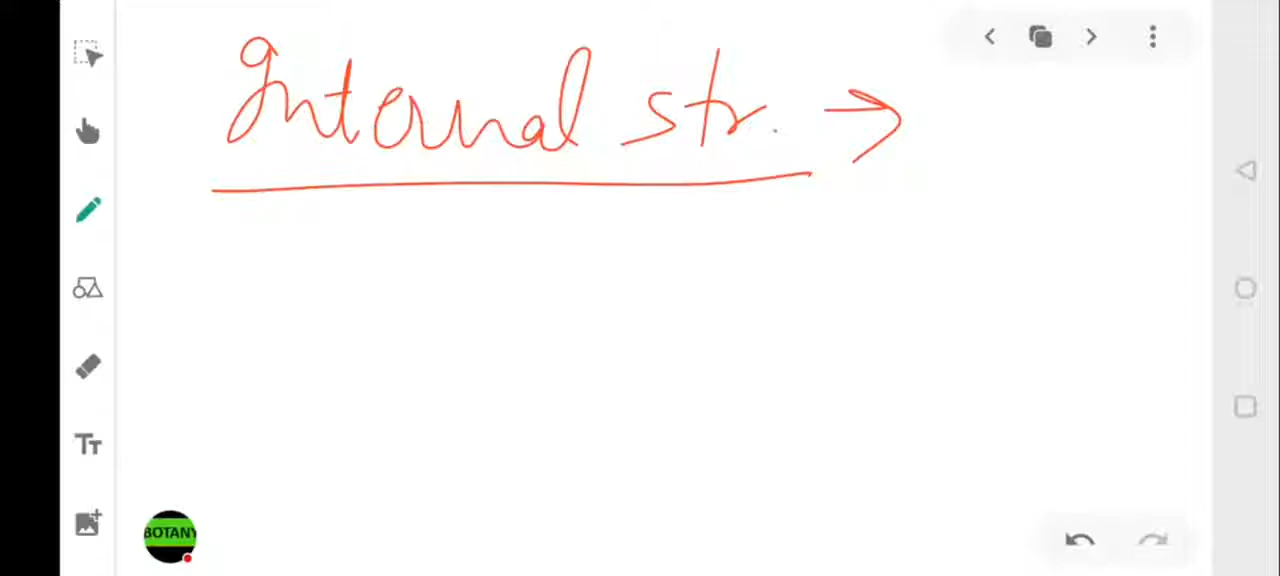 Internal str. →
BOTANY